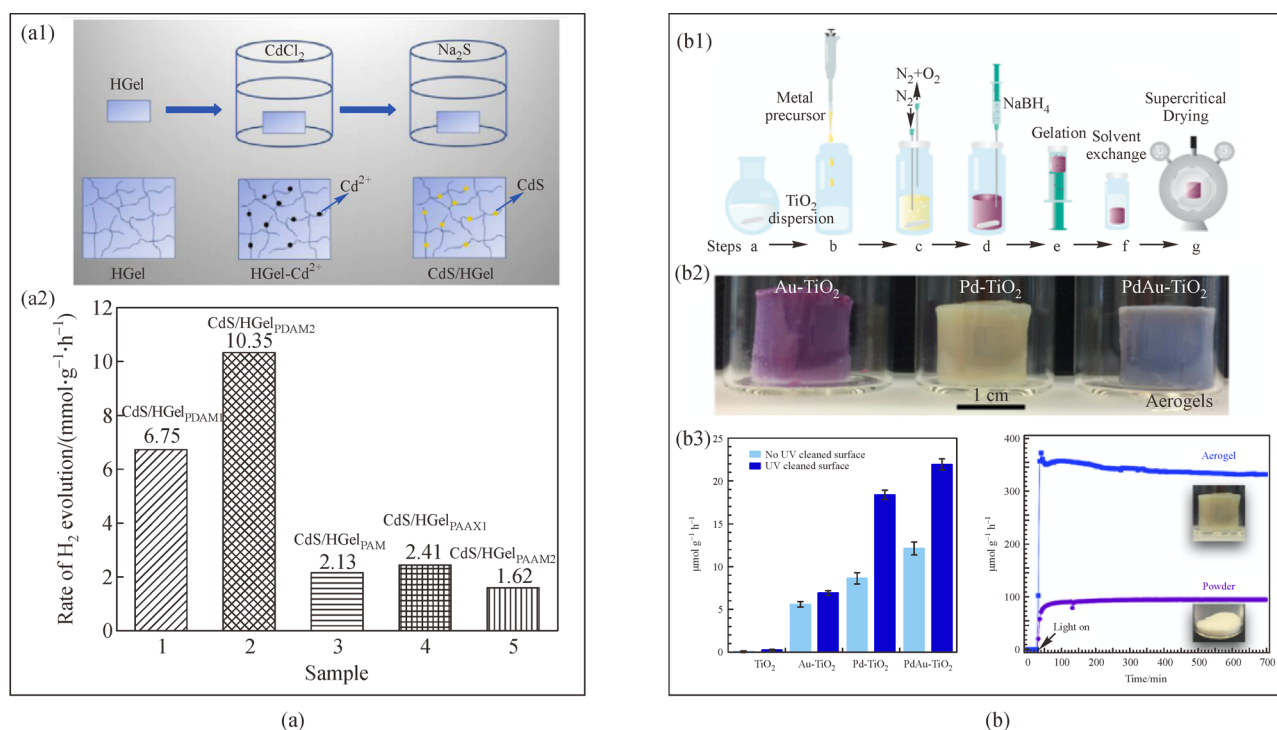 (a1)
CdCl₂
Na₂S
HGel
Cd²⁺
CdS
HGel
HGel-Cd²⁺
CdS/HGel
(a2)
Rate of H₂ evolution/(mmol·g⁻¹·h⁻¹)
12
10
8
6
4
2
0
CdS/HGel_PDAM1
6.75
CdS/HGel_PDAM2
10.35
CdS/HGel_PAM
2.13
CdS/HGel_PAAX1
2.41
CdS/HGel_PAAM2
1.62
1 2 3 4 5
Sample
(a)
(b1)
Metal
precursor
N₂+O₂
N₂
NaBH₄
Gelation
Solvent
exchange
Supercritical
Drying
TiO₂
dispersion
Steps a b c d e f g
(b2)
Au-TiO₂
Pd-TiO₂
PdAu-TiO₂
1 cm
Aerogels
(b3)
μmol g⁻¹ h⁻¹
25
20
15
10
5
0
No UV cleaned surface
UV cleaned surface
TiO₂ Au-TiO₂ Pd-TiO₂ PdAu-TiO₂
μmol g⁻¹ h⁻¹
400
300
200
100
0
Aerogel
Powder
Light on
0 100 200 300 400 500 600 700
Time/min
(b)